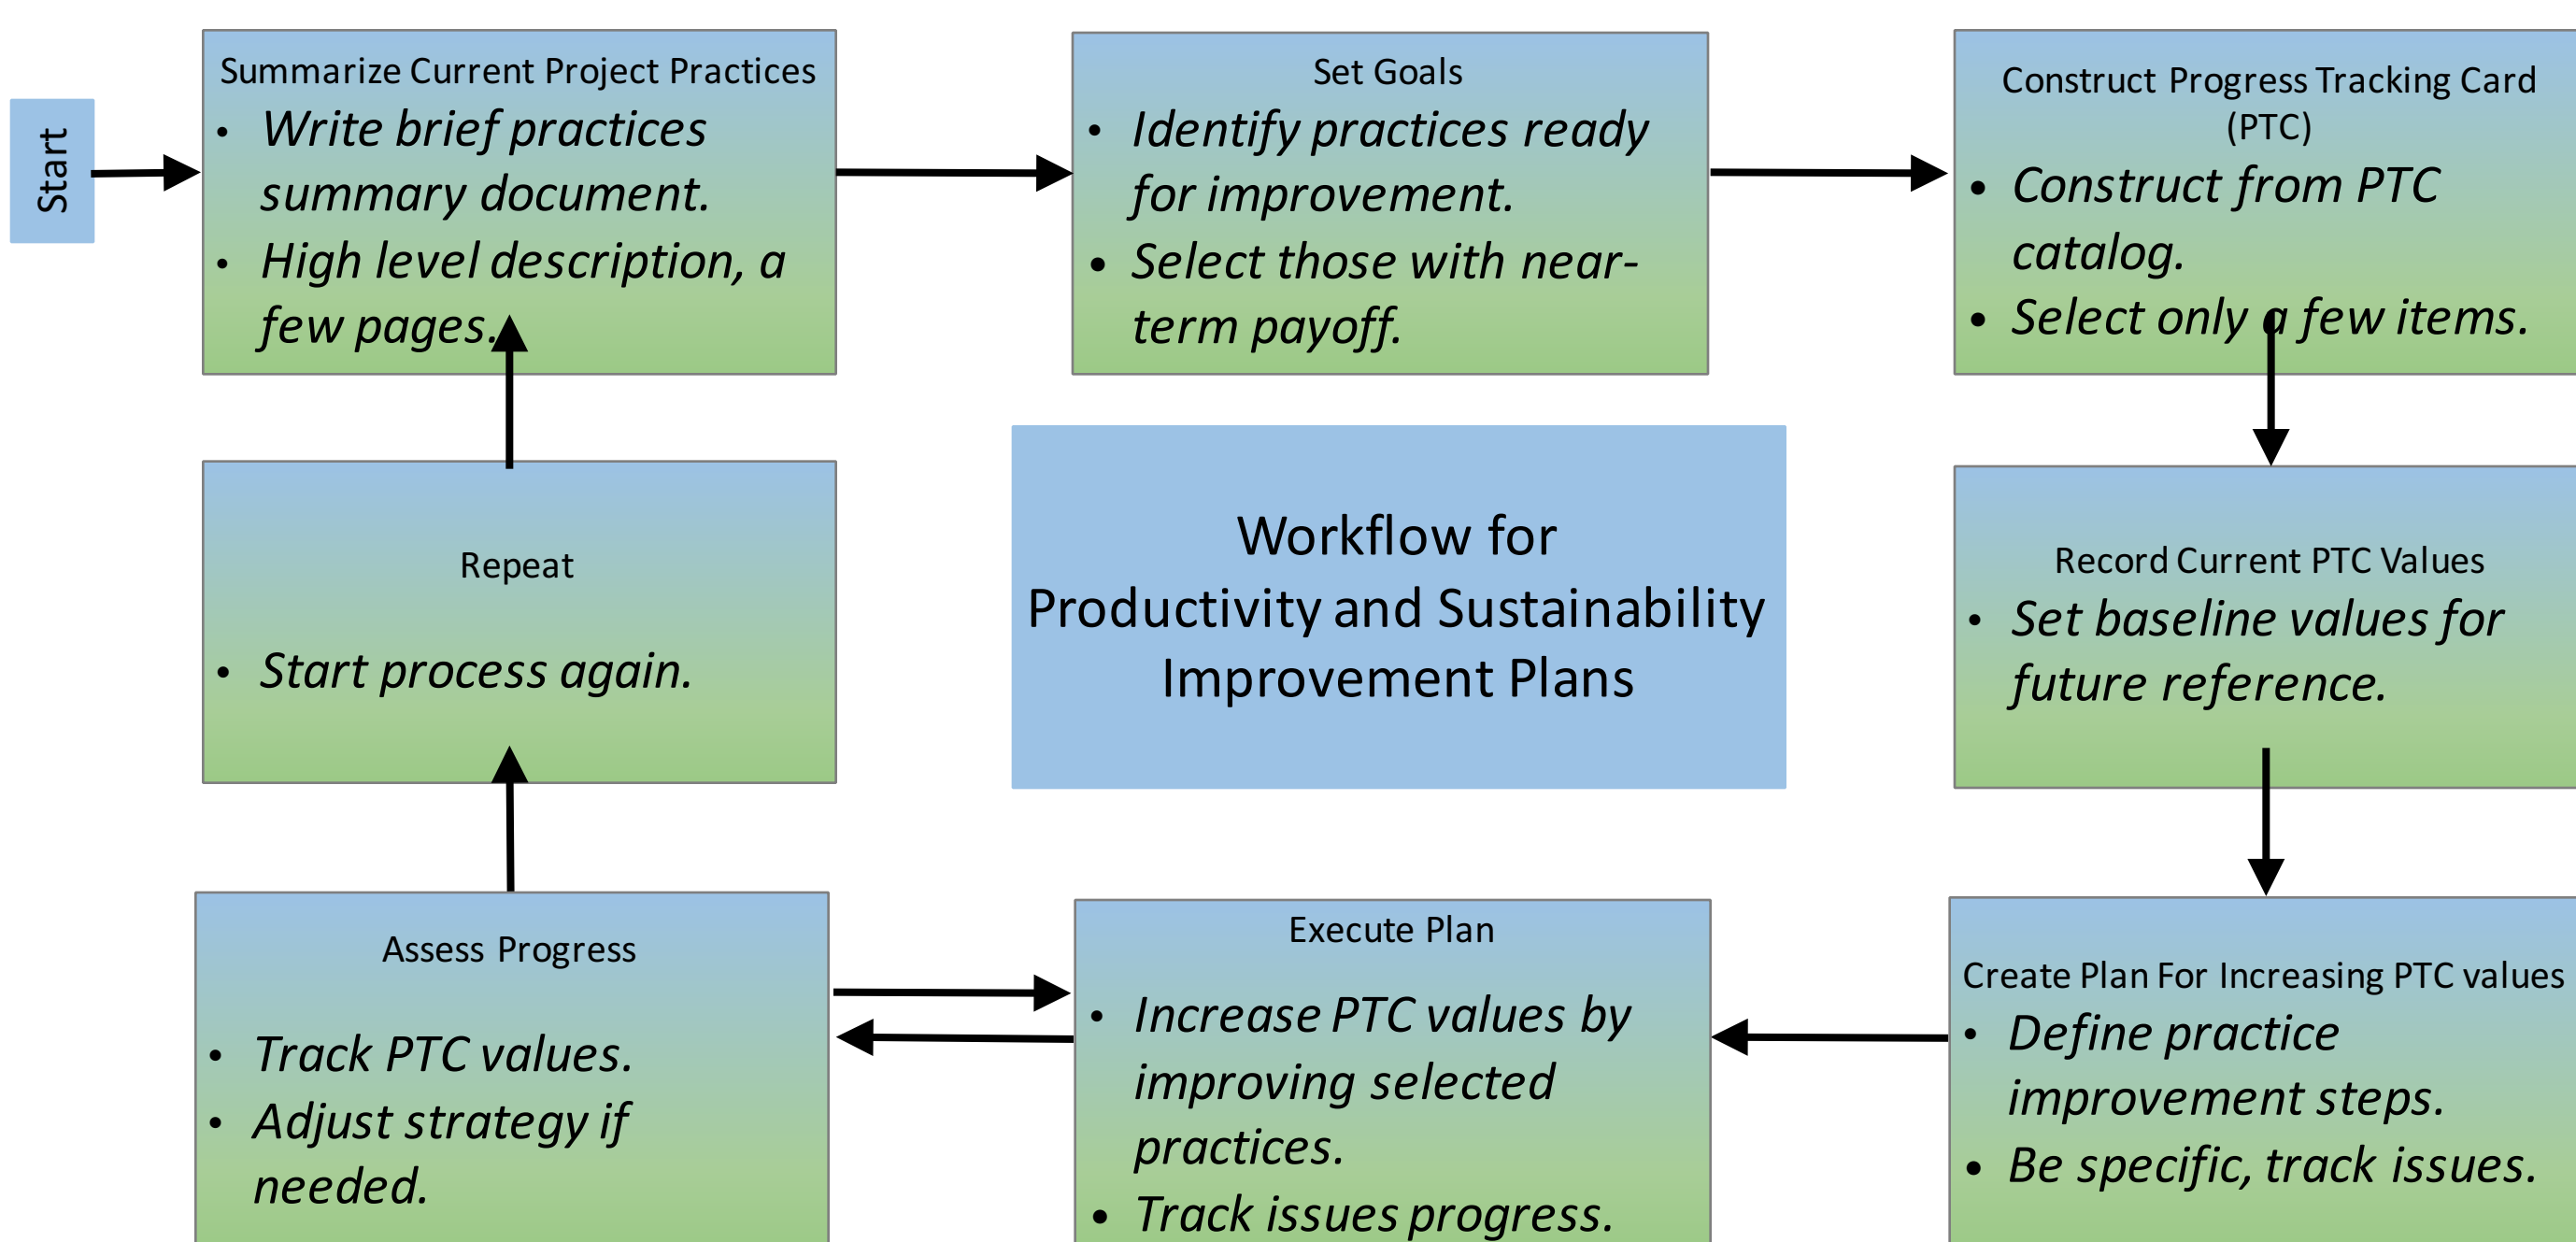 Start
Summarize Current Project Practices
• Write brief practices
summary document.
• High level description, a
few pages.
Set Goals
• Identify practices ready
for improvement.
• Select those with near-
term payoff.
Construct Progress Tracking Card
(PTC)
• Construct from PTC
catalog.
• Select only a few items.
Record Current PTC Values
• Set baseline values for
future reference.
Create Plan For Increasing PTC values
• Define practice
improvement steps.
• Be specific, track issues.
Execute Plan
• Increase PTC values by
improving selected
practices.
• Track issues progress.
Assess Progress
• Track PTC values.
• Adjust strategy if
needed.
Repeat
• Start process again.
Workflow for
Productivity and Sustainability
Improvement Plans